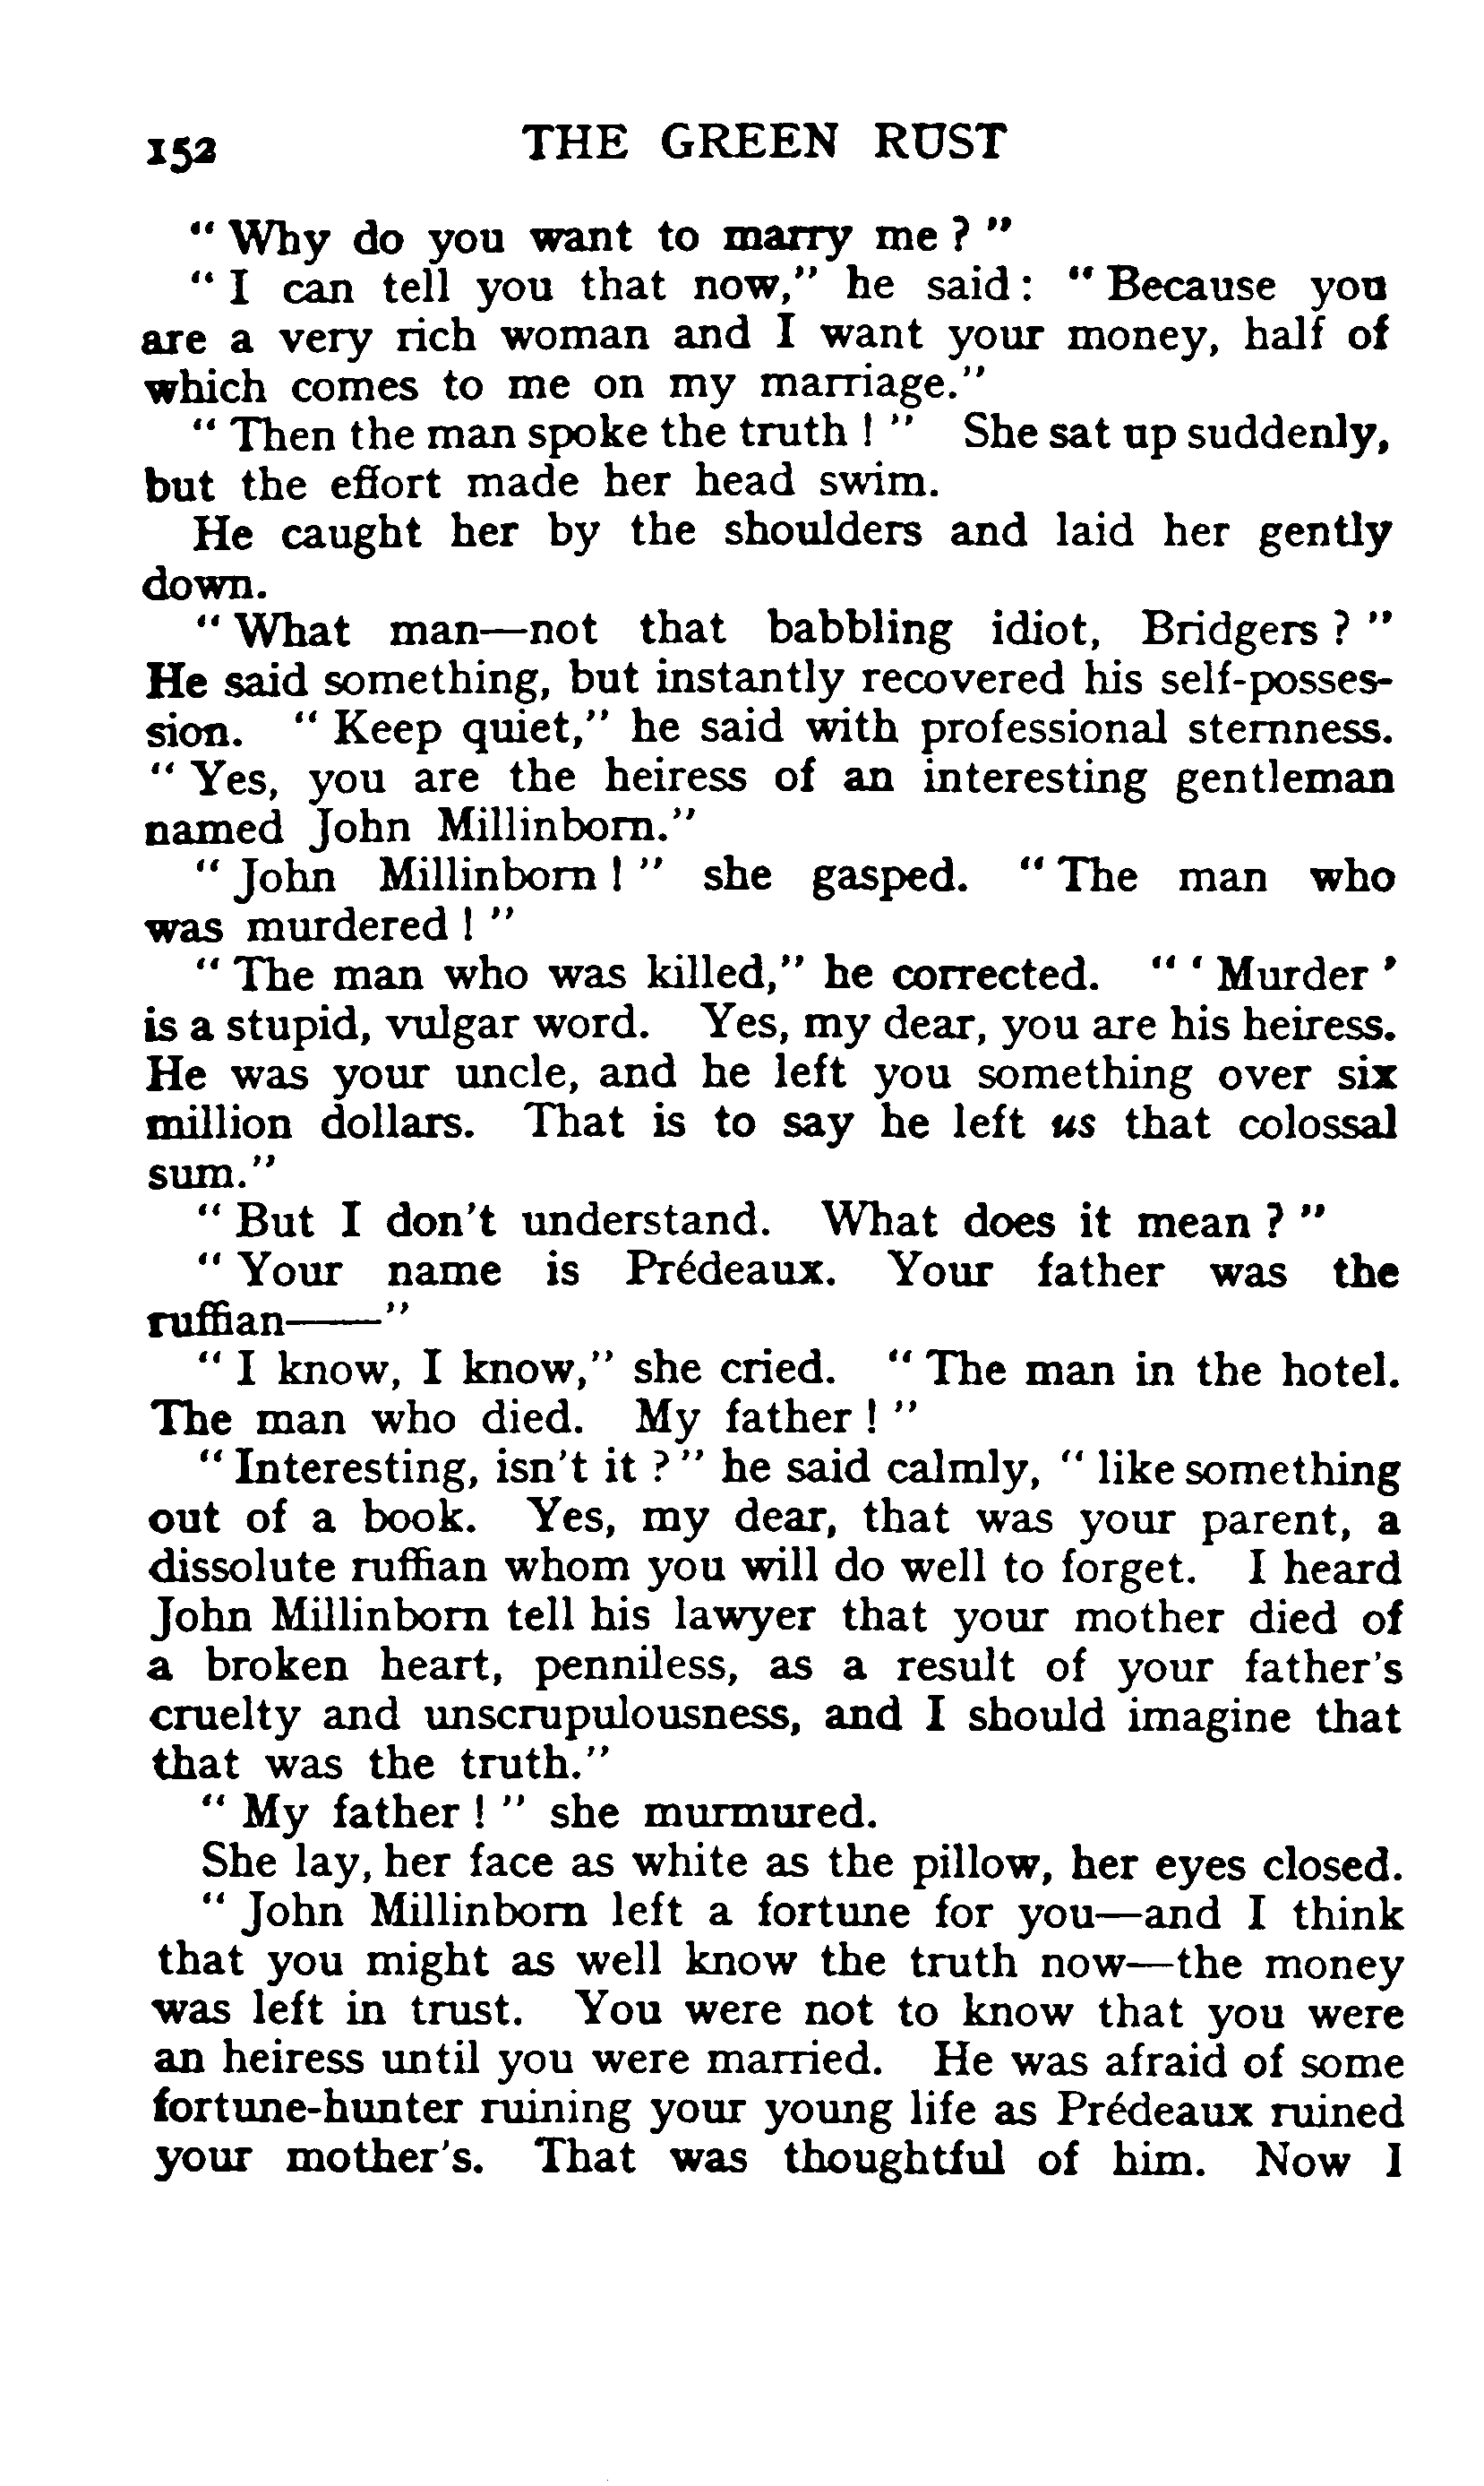 152 THE GREEN RUST
" Why do you want to marry me ? "
" I can tell you that now," he said : " Because you
are a very rich woman and I want your money, half of
which comes to me on my marriage."
" Then the man spoke the truth ! " She sat up suddenly,
but the effort made her head swim.
He caught her by the shoulders and laid her gently
down.
" What man—not that babbling idiot, Bridgers ? "
He said something, but instantly recovered his self-posses-
sion. " Keep quiet," he said with professional sternness.
" Yes, you are the heiress of an interesting gentleman
named John Millinborn."
" John Millinborn ! " she gasped. " The man who
was murdered ! "
" The man who was killed," he corrected. " ' Murder '
is a stupid, vulgar word. Yes, my dear, you are his heiress.
He was your uncle, and he left you something over six
million dollars. That is to say he left us that colossal
sum."
" But I don't understand. What does it mean ? "
" Your name is Prédeaux. Your father was the
ruffian——"
" I know, I know," she cried. " The man in the hotel.
The man who died. My father ! "
" Interesting, isn't it ? " he said calmly, " like something
out of a book. Yes, my dear, that was your parent, a
dissolute ruffian whom you will do well to forget. I heard
John Millinborn tell his lawyer that your mother died of
a broken heart, penniless, as a result of your father's
cruelty and unscrupulousness, and I should imagine that
that was the truth."
" My father ! " she murmured.
She lay, her face as white as the pillow, her eyes closed.
" John Millinborn left a fortune for you—and I think
that you might as well know the truth now—the money
was left in trust. You were not to know that you were
an heiress until you were married. He was afraid of some
fortune-hunter ruining your young life as Prédeaux ruined
your mother's. That was thoughtful of him. Now I